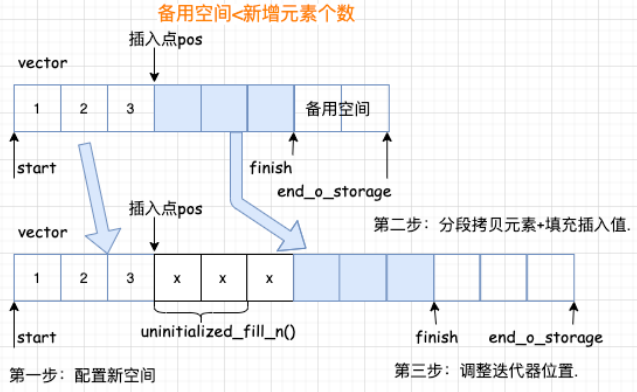 备用空间<新增元素个数
插入点pos
vector
1 2 3 备用空间
start finish
end_o_storage
插入点pos 第二步：分段拷贝元素+填充插入值.
vector
1 2 3 x x x
start uninitialized_fill_n() finish end_o_storage
第一步：配置新空间 第三步：调整迭代器位置.